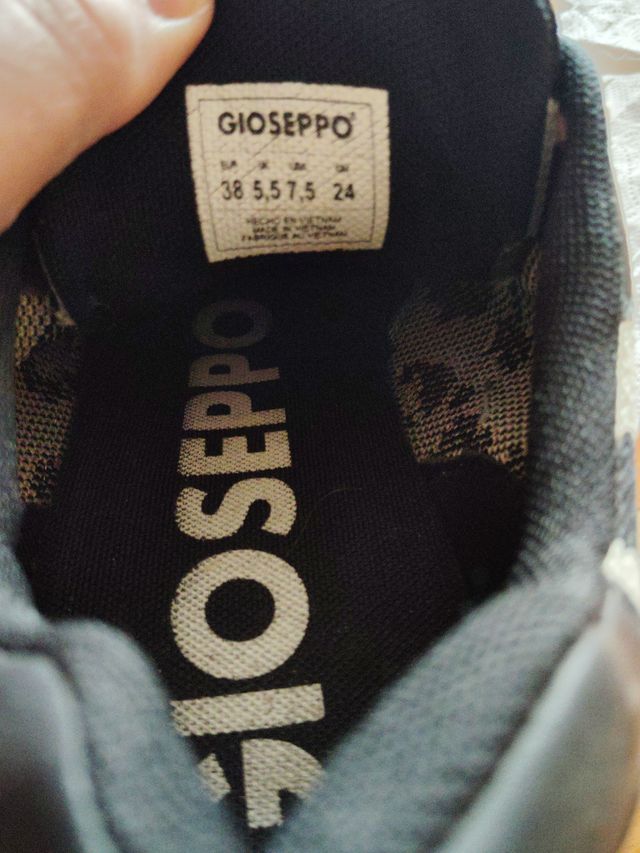 GIOSEPPO®
EUR UK USA CM
38 5,5 7,5 24
HECHO EN VIETNAM
MADE IN VIETNAM
FABRIQUÉ AU VIETNAM
GIOSEPPO